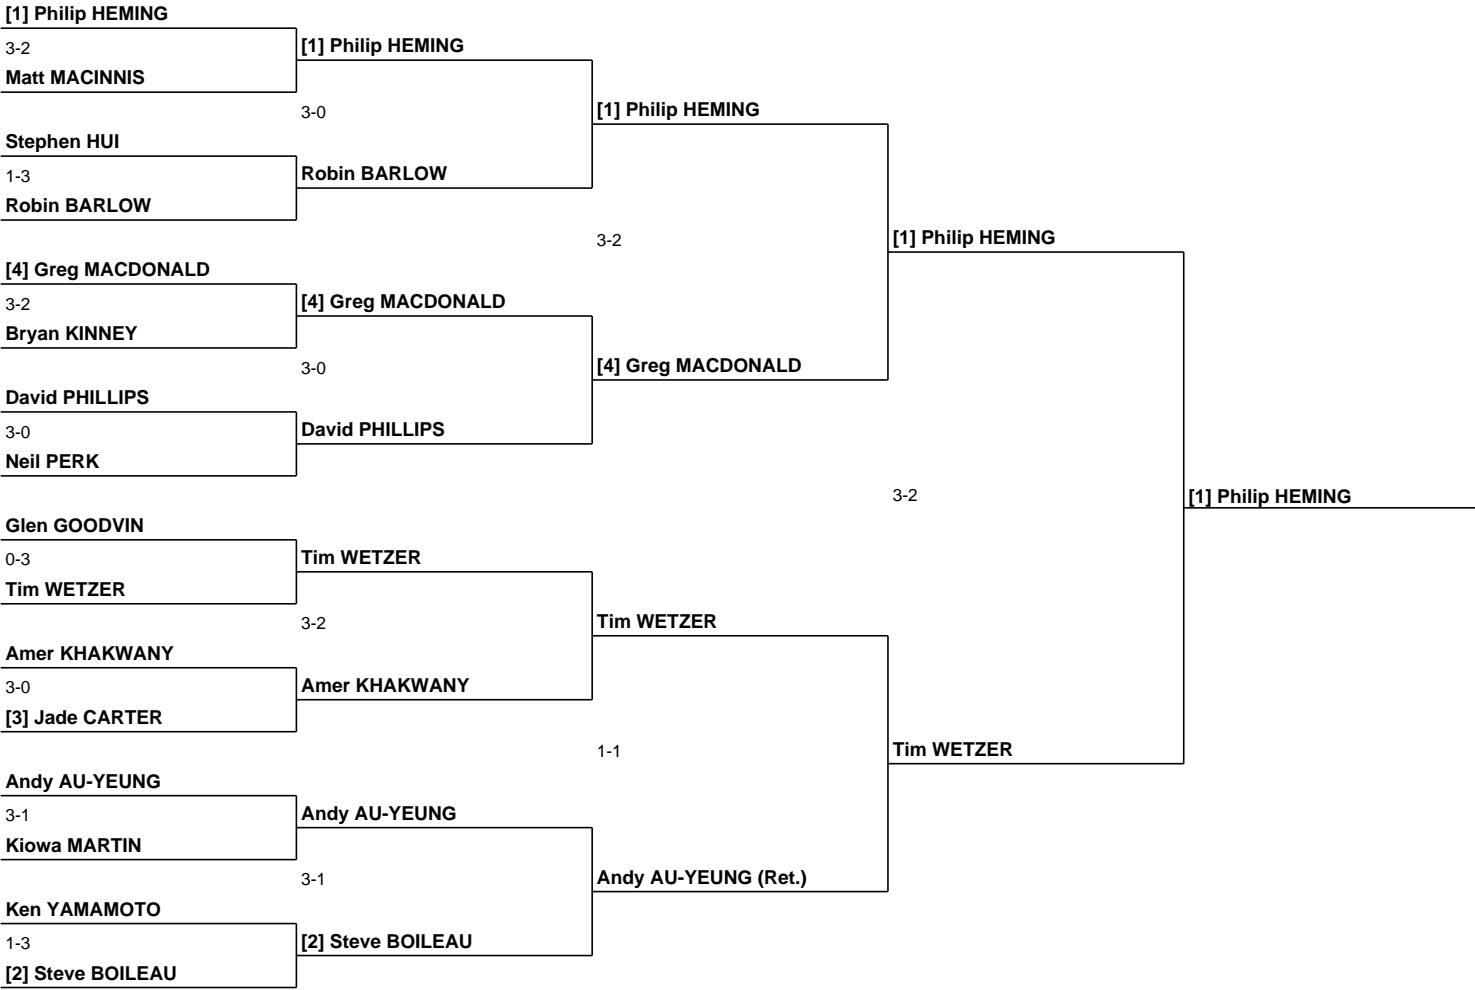 [1] Philip HEMING
3-2
[1] Philip HEMING
Matt MACINNIS
3-0
[1] Philip HEMING
Stephen HUI
1-3
Robin BARLOW
Robin BARLOW
3-2
[1] Philip HEMING
[4] Greg MACDONALD
3-2
[4] Greg MACDONALD
Bryan KINNEY
3-0
[4] Greg MACDONALD
David PHILLIPS
3-0
David PHILLIPS
Neil PERK
3-2
[1] Philip HEMING
Glen GOODVIN
0-3
Tim WETZER
Tim WETZER
3-2
Tim WETZER
Amer KHAKWANY
3-0
Amer KHAKWANY
[3] Jade CARTER
1-1
Tim WETZER
Andy AU-YEUNG
3-1
Andy AU-YEUNG
Kiowa MARTIN
3-1
Andy AU-YEUNG (Ret.)
Ken YAMAMOTO
1-3
[2] Steve BOILEAU
[2] Steve BOILEAU